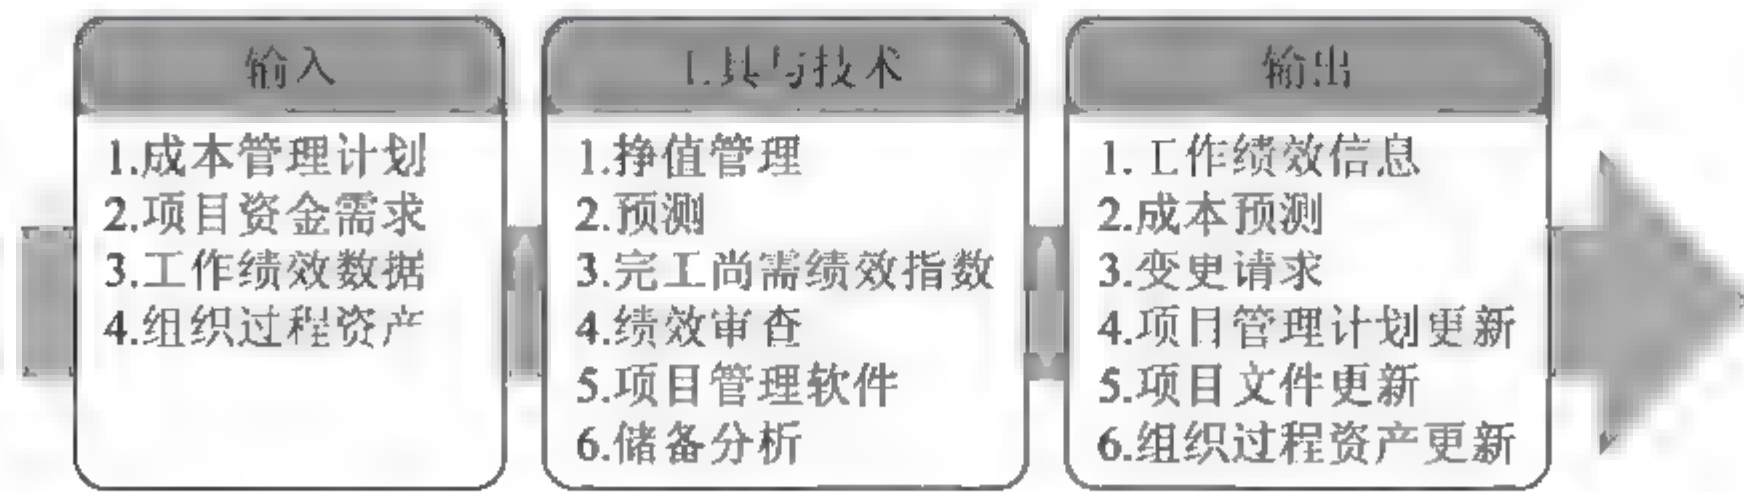 输入
1.成本管理计划
2.项目资金需求
3.工作绩效数据
4.组织过程资产
工具与技术
1.挣值管理
2.预测
3.完工尚需绩效指数
4.绩效审查
5.项目管理软件
6.储备分析
输出
1.工作绩效信息
2.成本预测
3.变更请求
4.项目管理计划更新
5.项目文件更新
6.组织过程资产更新